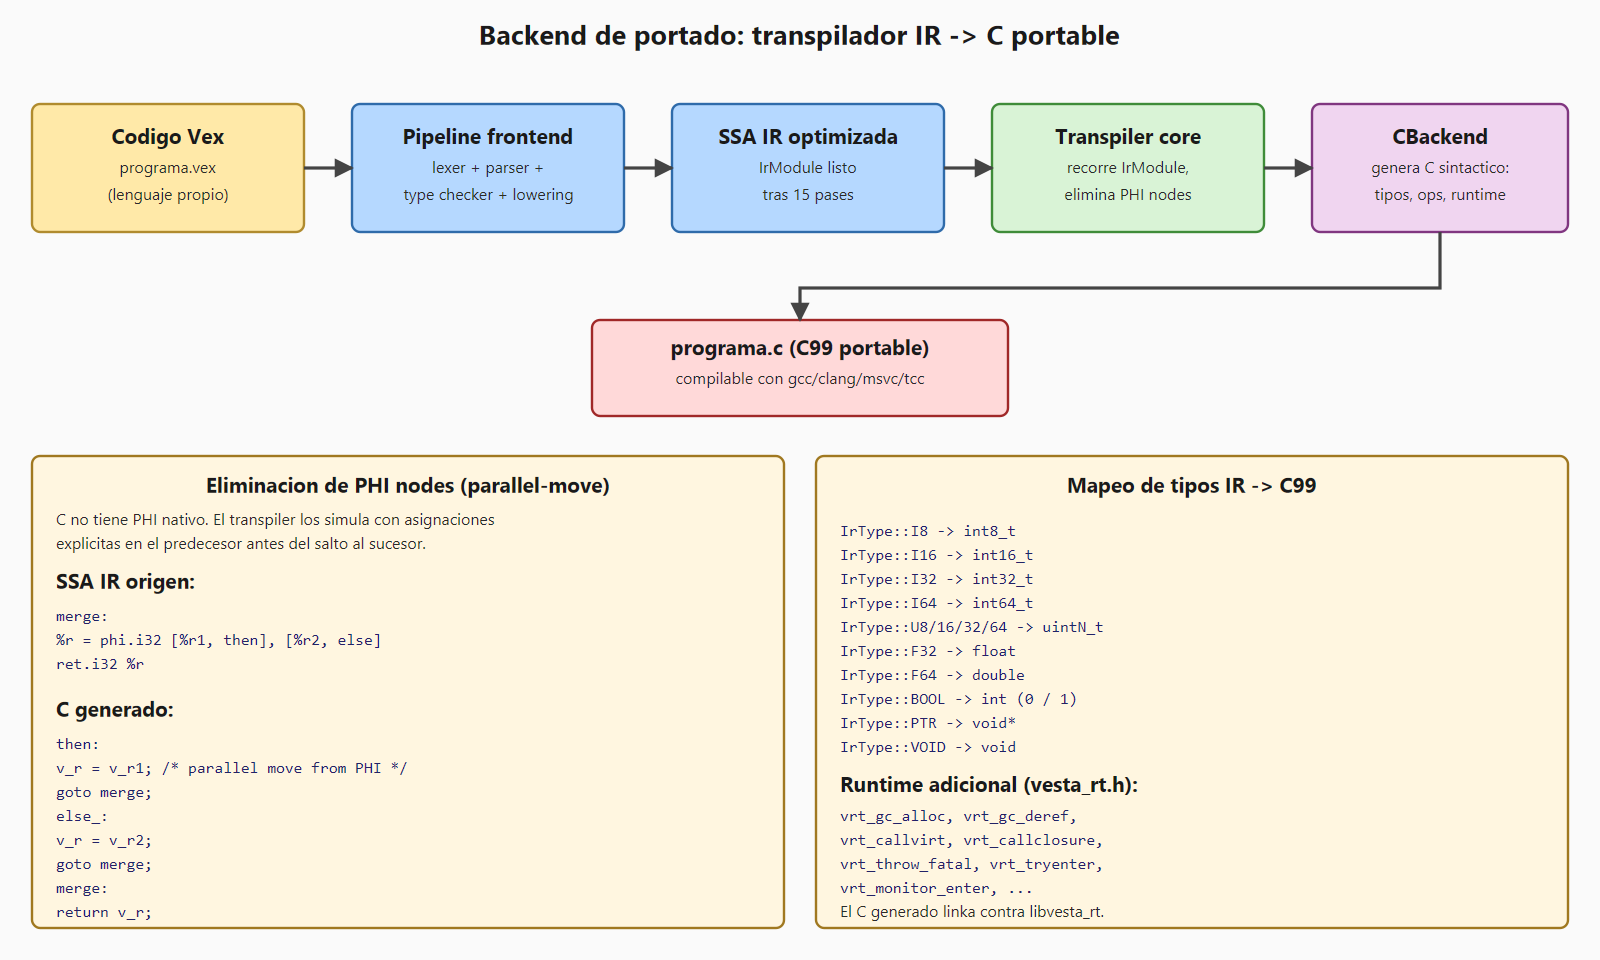 Backend de portado: transpilador IR -> C portable
Codigo Vex
programa.vex
(lenguaje propio)
Pipeline frontend
lexer + parser +
type checker + lowering
SSA IR optimizada
IrModule listo
tras 15 pases
Transpiler core
recorre IrModule,
elimina PHI nodes
CBackend
genera C sintactico:
tipos, ops, runtime
programa.c (C99 portable)
compilable con gcc/clang/msvc/tcc
Eliminacion de PHI nodes (parallel-move)
C no tiene PHI nativo. El transpiler los simula con asignaciones
explicitas en el predecesor antes del salto al sucesor.
SSA IR origen:
merge:
%r = phi.i32 [%r1, then], [%r2, else]
ret.i32 %r
C generado:
then:
v_r = v_r1; /* parallel move from PHI */
goto merge;
else_:
v_r = v_r2;
goto merge;
merge:
return v_r;
Mapeo de tipos IR -> C99
IrType::I8 -> int8_t
IrType::I16 -> int16_t
IrType::I32 -> int32_t
IrType::I64 -> int64_t
IrType::U8/16/32/64 -> uintN_t
IrType::F32 -> float
IrType::F64 -> double
IrType::BOOL -> int (0 / 1)
IrType::PTR -> void*
IrType::VOID -> void
Runtime adicional (vesta_rt.h):
vrt_gc_alloc, vrt_gc_deref,
vrt_callvirt, vrt_callclosure,
vrt_throw_fatal, vrt_tryenter,
vrt_monitor_enter, ...
El C generado linka contra libvesta_rt.